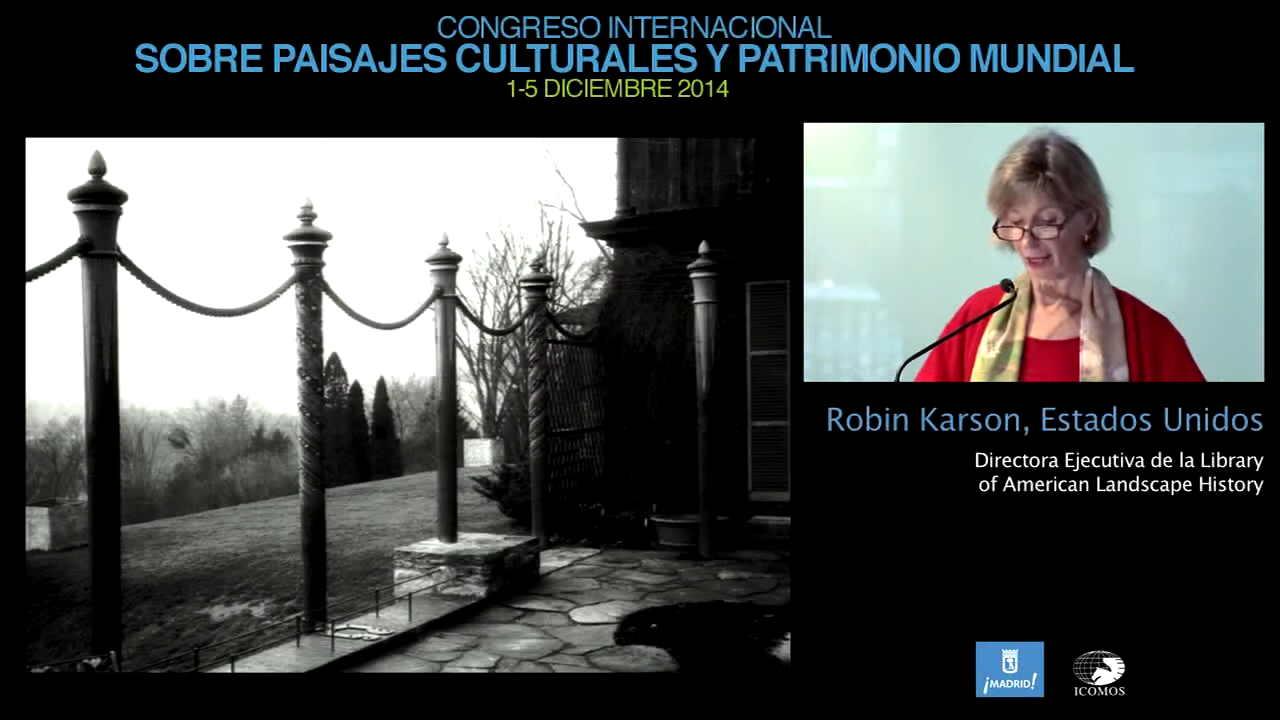 CONGRESO INTERNACIONAL
SOBRE PAISAJES CULTURALES Y PATRIMONIO MUNDIAL
1-5 DICIEMBRE 2014
Robin Karson, Estados Unidos
Directora Ejecutiva de la Library
of American Landscape History
¡MADRID!
ICOMOS